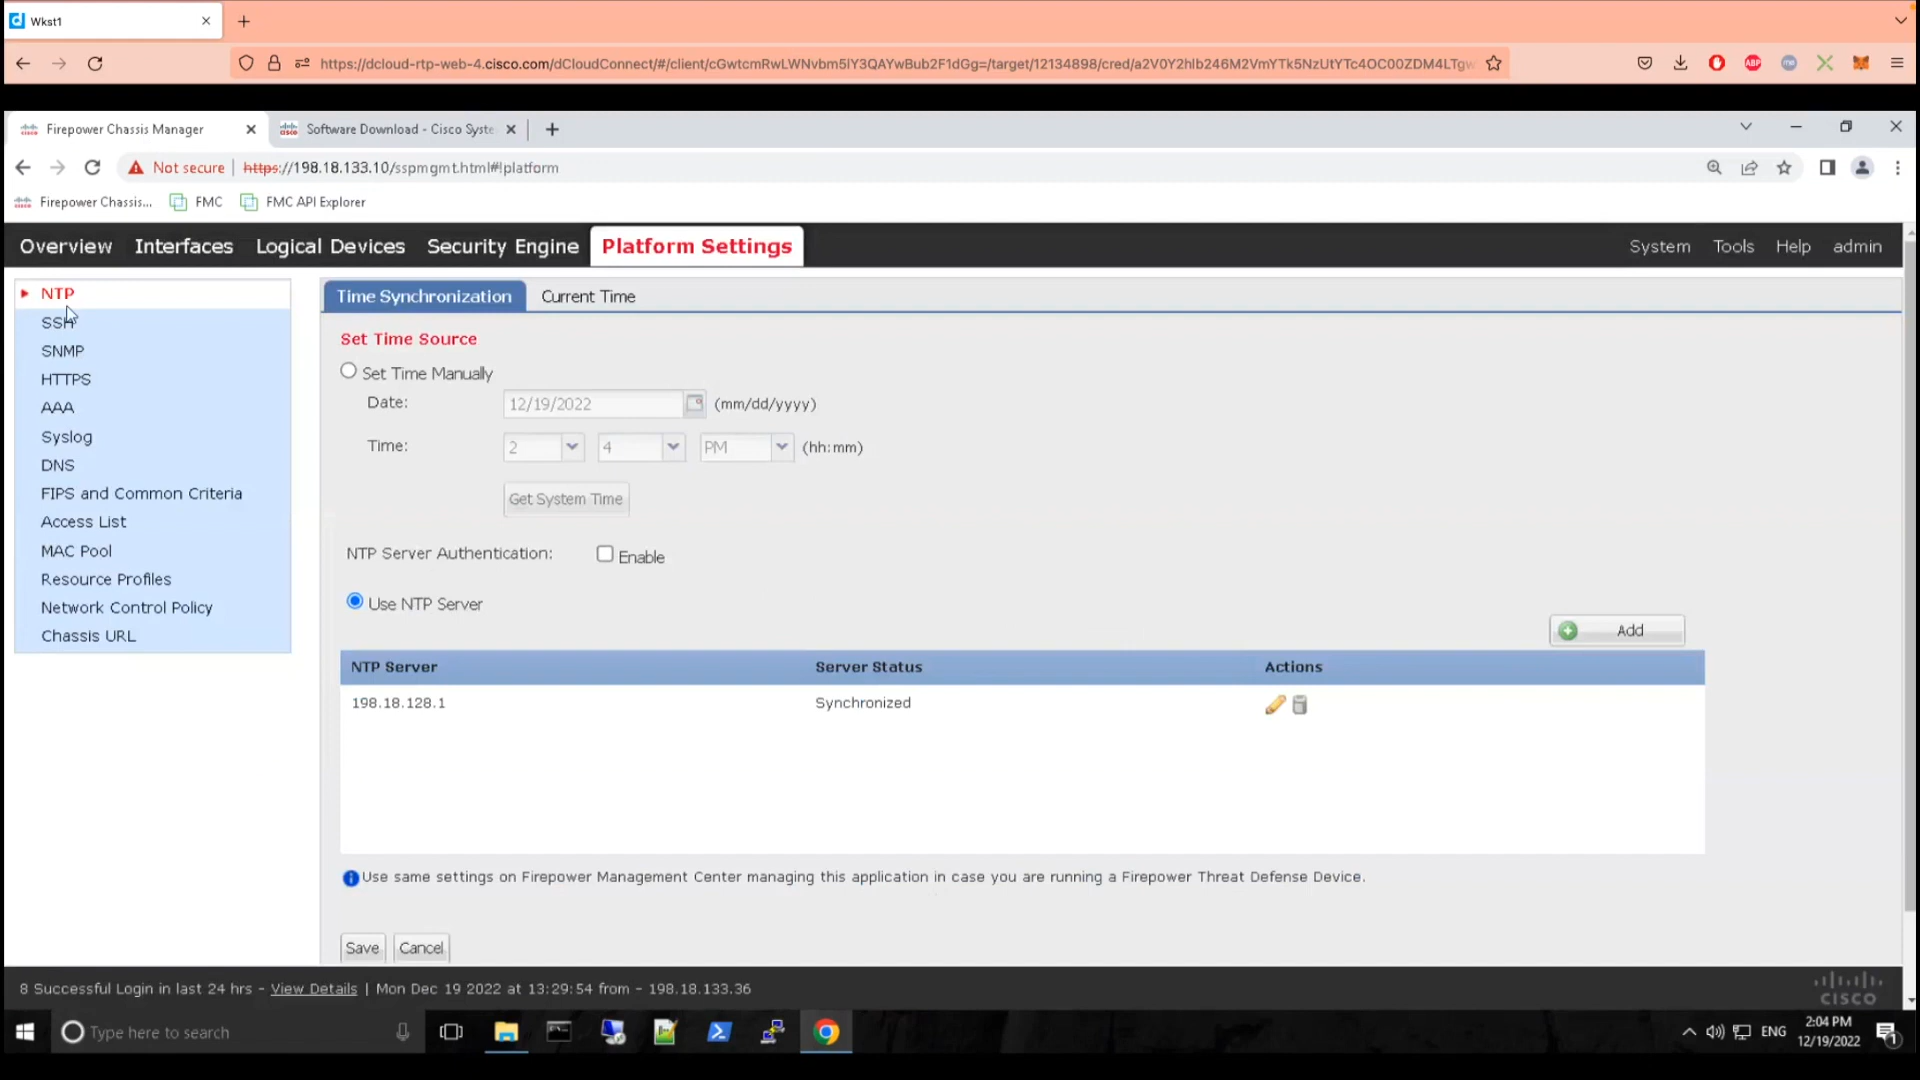 Wkst1
https://dcloud-rtp-web-4.cisco.com/dCloudConnect/#/client/
Firepower Chassis Manager
Software Download - Cisco Syste
Not secure | https://198.18.133.10/sspmgmt.html#!platform
Firepower Chassis...
FMC
FMC API Explorer
Overview
Interfaces
Logical Devices
Security Engine
Platform Settings
System
Tools
Help
admin
NTP
SSH
SNMP
HTTPS
AAA
Syslog
DNS
FIPS and Common Criteria
Access List
MAC Pool
Resource Profiles
Network Control Policy
Chassis URL
Time Synchronization
Current Time
Set Time Source
Set Time Manually
Date:
12/19/2022
(mm/dd/yyyy)
Time:
2
4
PM
(hh:mm)
Get System Time
NTP Server Authentication:
Enable
Use NTP Server
Add
NTP Server
Server Status
Actions
198.18.128.1
Synchronized
Use same settings on Firepower Management Center managing this application in case you are running a Firepower Threat Defense Device.
Save
Cancel
8 Successful Login in last 24 hrs - View Details | Mon Dec 19 2022 at 13:29:54 from - 198.18.133.36
CISCO
Type here to search
ENG
2:04 PM
12/19/2022
1
ABP